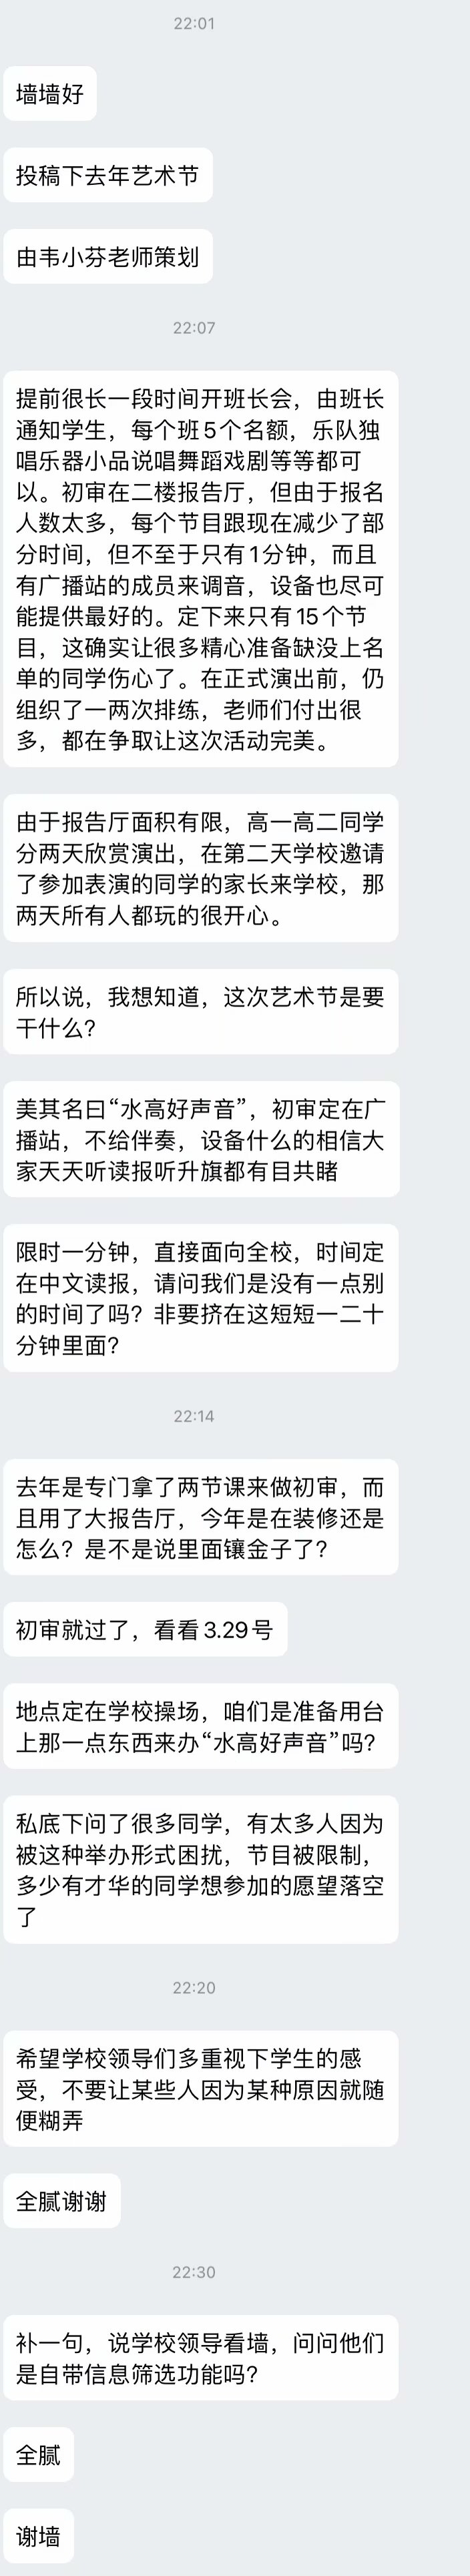 22:01
墙墙好
投稿下去年艺术节
由韦小芬老师策划
22:07
提前很长一段时间开班长会，由班长
通知学生，每个班5个名额，乐队独
唱乐器小品说唱舞蹈戏剧等等都可
以。初审在二楼报告厅，但由于报名
人数太多，每个节目跟现在减少了部
分时间，但不至于只有1分钟，而且
有广播站的成员来调音，设备也尽可
能提供最好的。定下来只有15个节
目，这确实让很多精心准备缺没上名
单的同学伤心了。在正式演出前，仍
组织了一两次排练，老师们付出很
多，都在争取让这次活动完美。
由于报告厅面积有限，高一高二同学
分两天欣赏演出，在第二天学校邀请
了参加表演的同学的家长来学校，那
两天所有人都玩的很开心。
所以说，我想知道，这次艺术节是要
干什么？
美其名曰“水高好声音”，初审定在广
播站，不给伴奏，设备什么的相信大
家天天听读报听升旗都有目共睹
限时一分钟，直接面向全校，时间定
在中文读报，请问我们是没有一点别
的时间了吗？非要挤在这短短一二十
分钟里面？
22:14
去年是专门拿了两节课来做初审，而
且用了大报告厅，今年是在装修还是
怎么？是不是说里面镶金子了？
初审就过了，看看3.29号
地点定在学校操场，咱们是准备用台
上那一点东西来办“水高好声音”吗？
私底下问了很多同学，有太多人因为
被这种举办形式困扰，节目被限制，
多少有才华的同学想参加的愿望落空
了
22:20
希望学校领导们多重视下学生的感
受，不要让某些人因为某种原因就随
便糊弄
全腻谢谢
22:30
补一句，说学校领导看墙，问问他们
是自带信息筛选功能吗？
全腻
谢墙